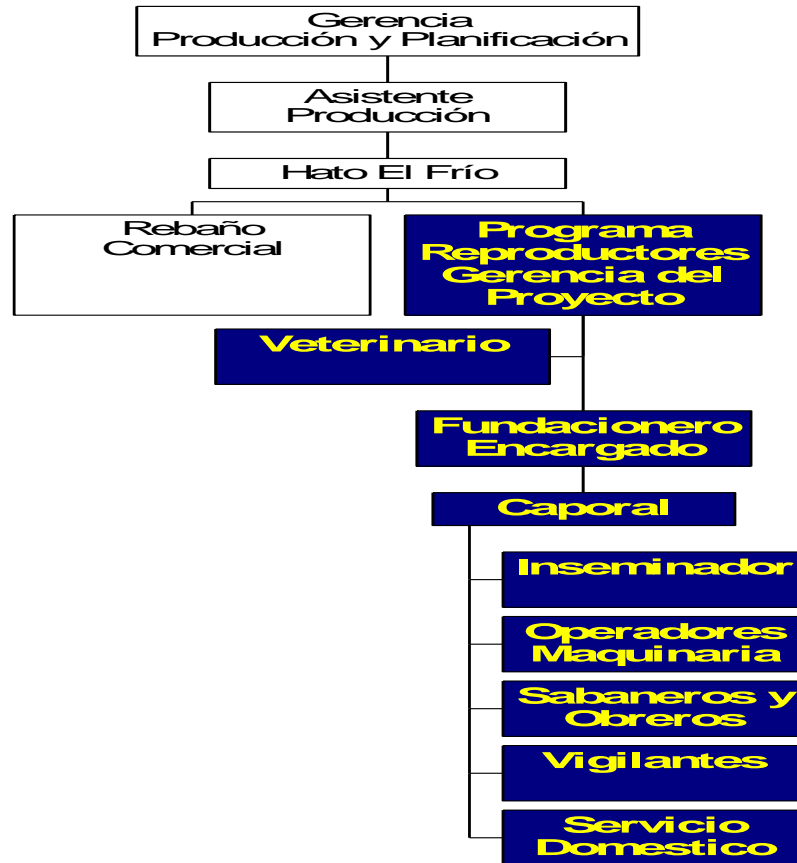 Gerencia
Producción y Planificación
Asistente
Producción
Hato El Frío
Rebaño
Comercial
Programa
Reproductores
Gerencia del
Proyecto
Veterinario
Fundacionero
Encargado
Caporal
Inseminador
Operadores
Maquinaria
Sabaneros y
Obreros
Vigilantes
Servicio
Domestico